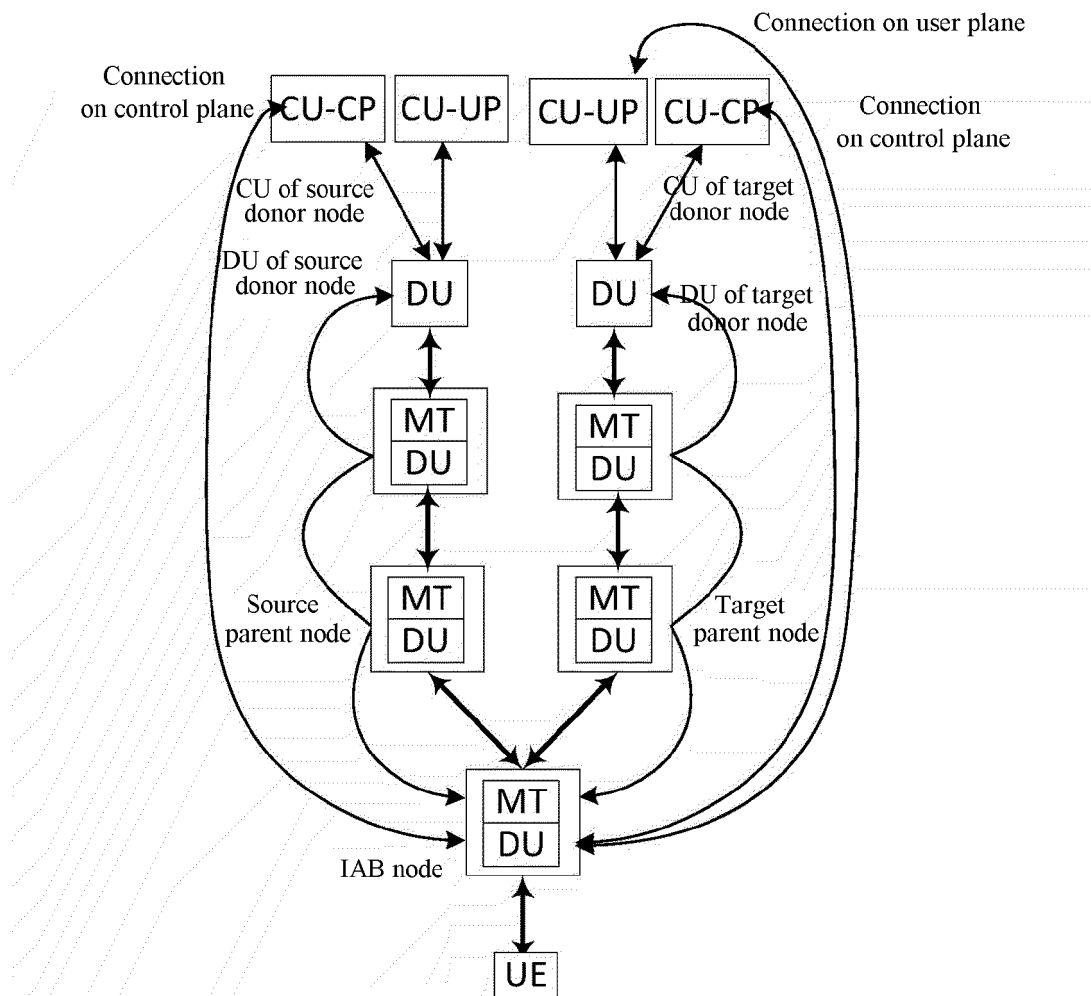 Connection on user plane
Connection
on control plane
CU-CP
CU-UP
CU-UP
CU-CP
Connection
on control plane
CU of source
donor node
CU of target
donor node
DU of source
donor node
DU
DU
DU of target
donor node
MT
DU
MT
DU
Source
parent node
MT
DU
MT
DU
Target
parent node
MT
DU
IAB node
UE